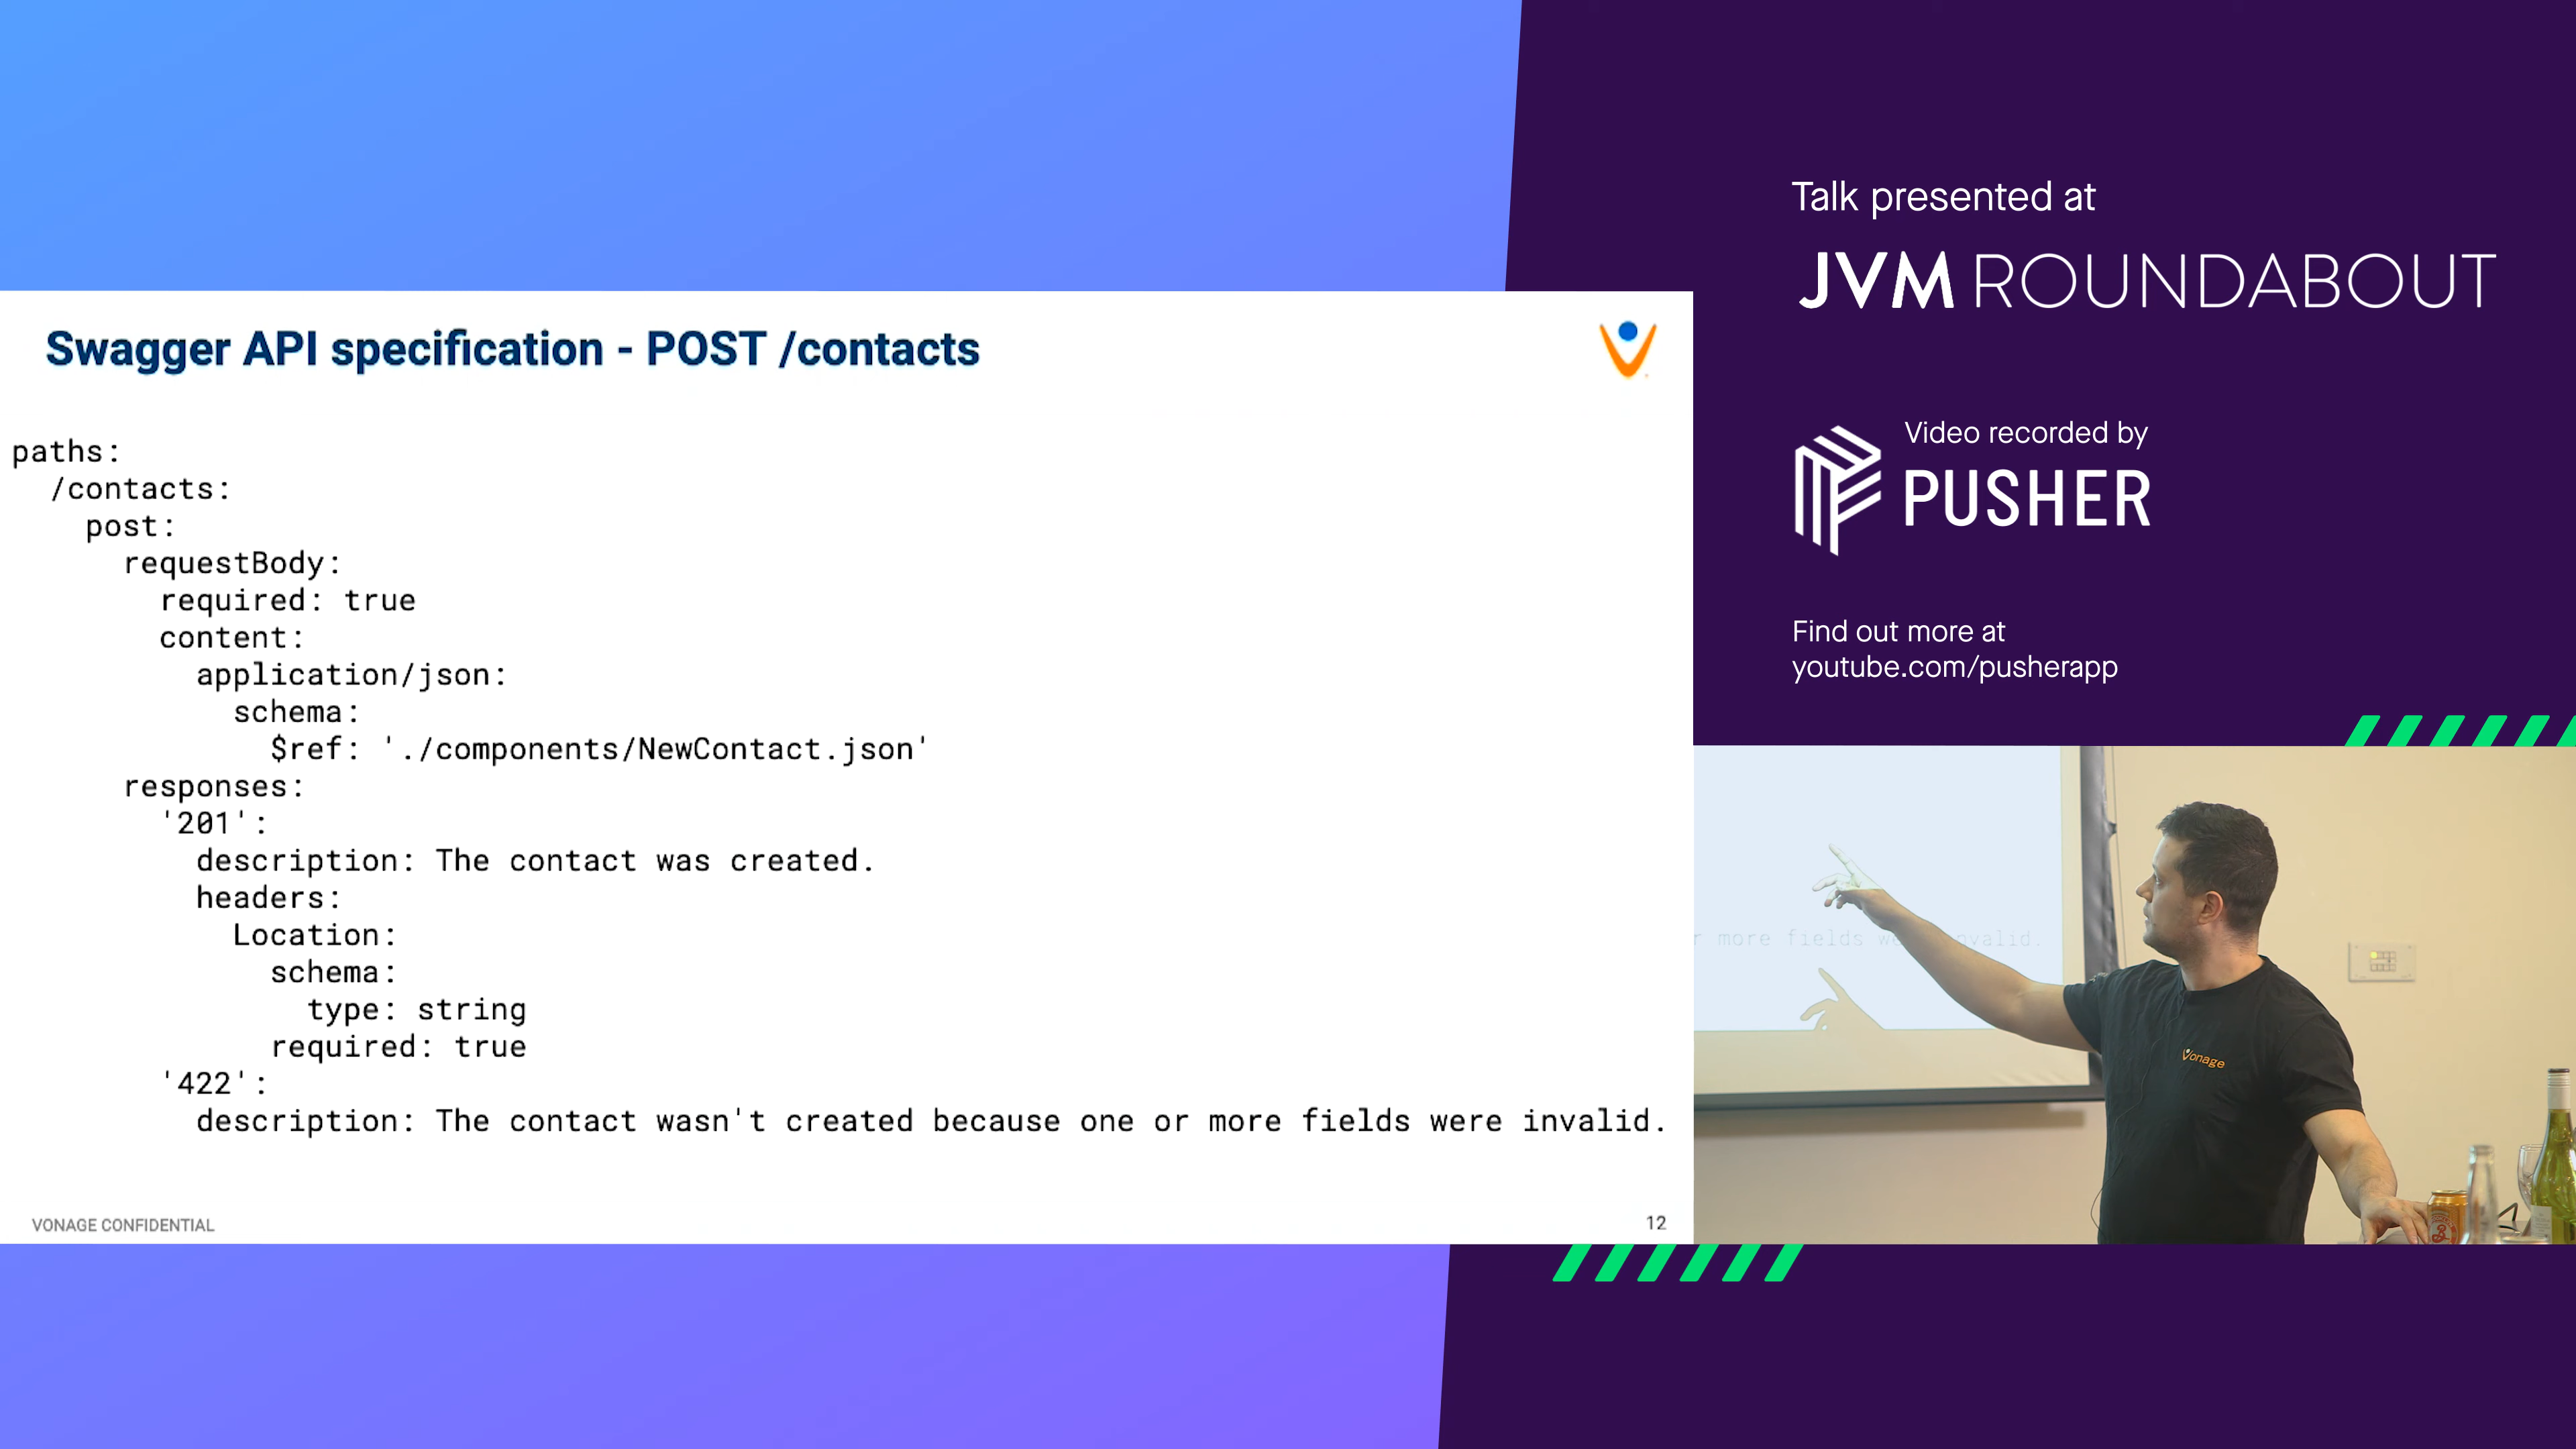 Swagger API specification - POST /contacts
paths:
  /contacts:
    post:
      requestBody:
        required: true
        content:
          application/json:
            schema:
              $ref: './components/NewContact.json'
      responses:
        '201':
          description: The contact was created.
          headers:
            Location:
              schema:
                type: string
              required: true
        '422':
          description: The contact wasn't created because one or more fields were invalid.
VONAGE CONFIDENTIAL
12
Talk presented at
JVM ROUNDABOUT
Video recorded by
PUSHER
Find out more at
youtube.com/pusherapp
more fields
Vonage